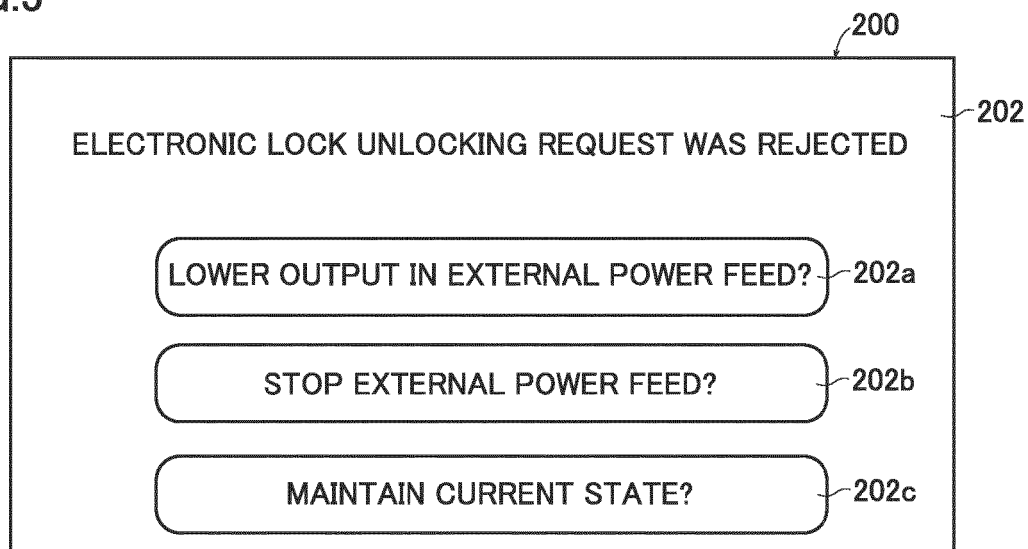 200
202
ELECTRONIC LOCK UNLOCKING REQUEST WAS REJECTED
LOWER OUTPUT IN EXTERNAL POWER FEED? 202a
STOP EXTERNAL POWER FEED? 202b
MAINTAIN CURRENT STATE? 202c